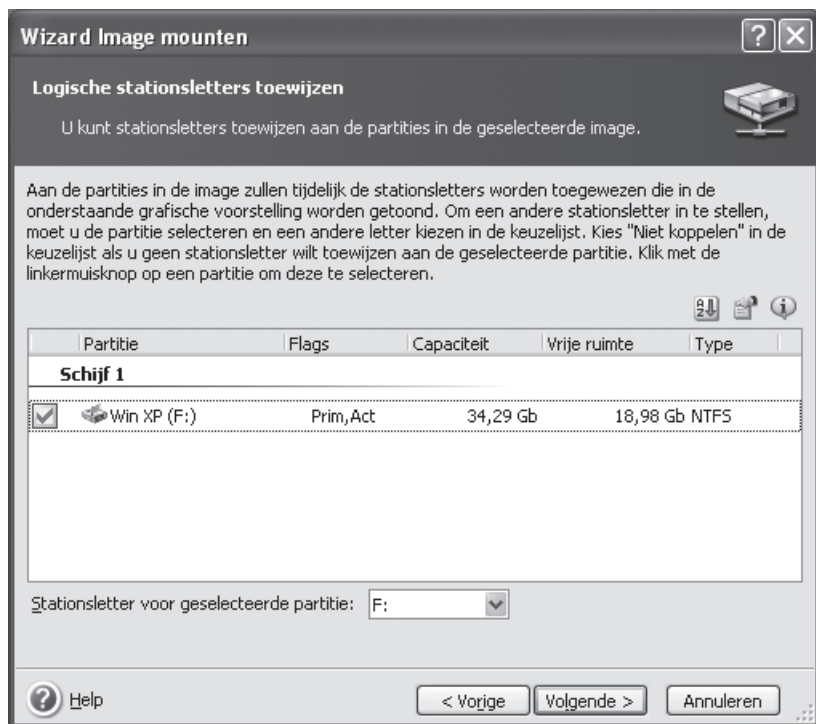 Wizard Image mounten
Logische stationsletters toewijzen
U kunt stationsletters toewijzen aan de partities in de geselecteerde image.
Aan de partities in de image zullen tijdelijk de stationsletters worden toegewezen die in de
onderstaande grafische voorstelling worden getoond. Om een andere stationsletter in te stellen,
moet u de partitie selecteren en een andere letter kiezen in de keuzelijst. Kies "Niet koppelen" in de
keuzelijst als u geen stationsletter wilt toewijzen aan de geselecteerde partitie. Klik met de
linkermuisknop op een partitie om deze te selecteren.
Partitie Flags Capaciteit Vrije ruimte Type
Schijf 1
Win XP (F:) Prim,Act 34,29 Gb 18,98 Gb NTFS
Stationsletter voor geselecteerde partitie: F:
Help < Vorige Volgende > Annuleren